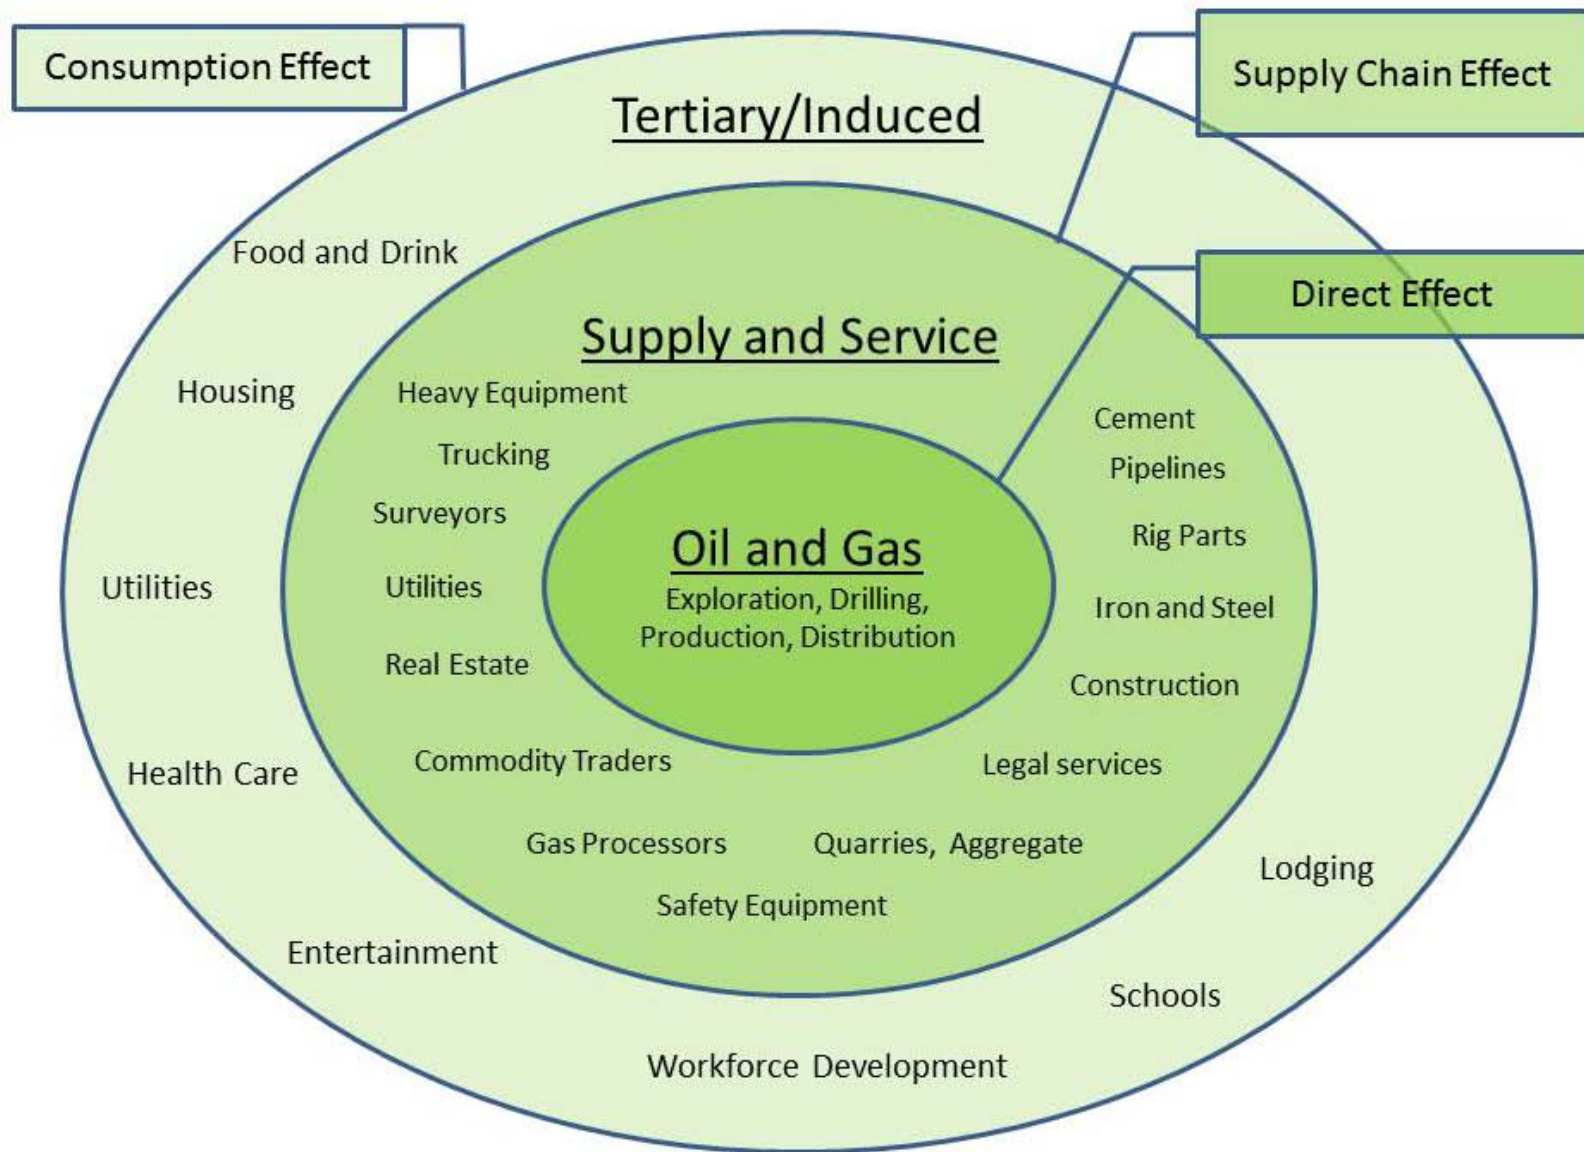 Consumption Effect
Supply Chain Effect
Tertiary/Induced
Food and Drink
Direct Effect
Supply and Service
Housing
Heavy Equipment
Cement
Trucking
Pipelines
Surveyors
Rig Parts
Oil and Gas
Utilities
Utilities
Exploration, Drilling,
Production, Distribution
Iron and Steel
Real Estate
Construction
Health Care
Commodity Traders
Legal services
Gas Processors
Quarries, Aggregate
Lodging
Safety Equipment
Entertainment
Schools
Workforce Development